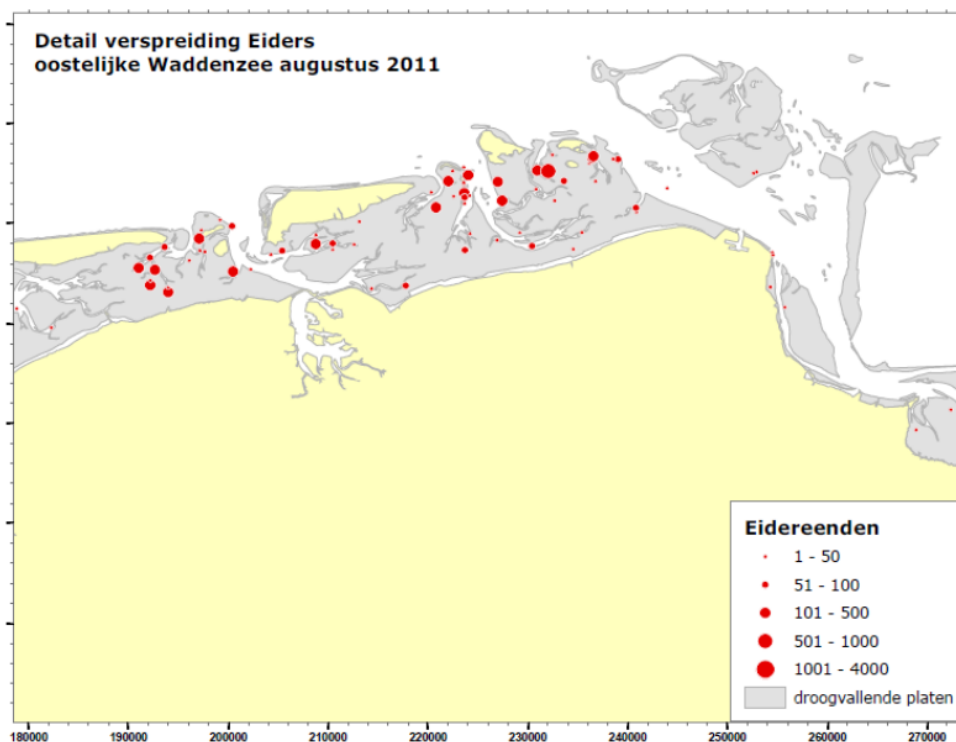 Detail verspreiding Eiders
oostelijke Waddenzee augustus 2011
Eidereenden
1 - 50
51 - 100
101 - 500
501 - 1000
1001 - 4000
droogvallende platen
180000 190000 200000 210000 220000 230000 240000 250000 260000 270000